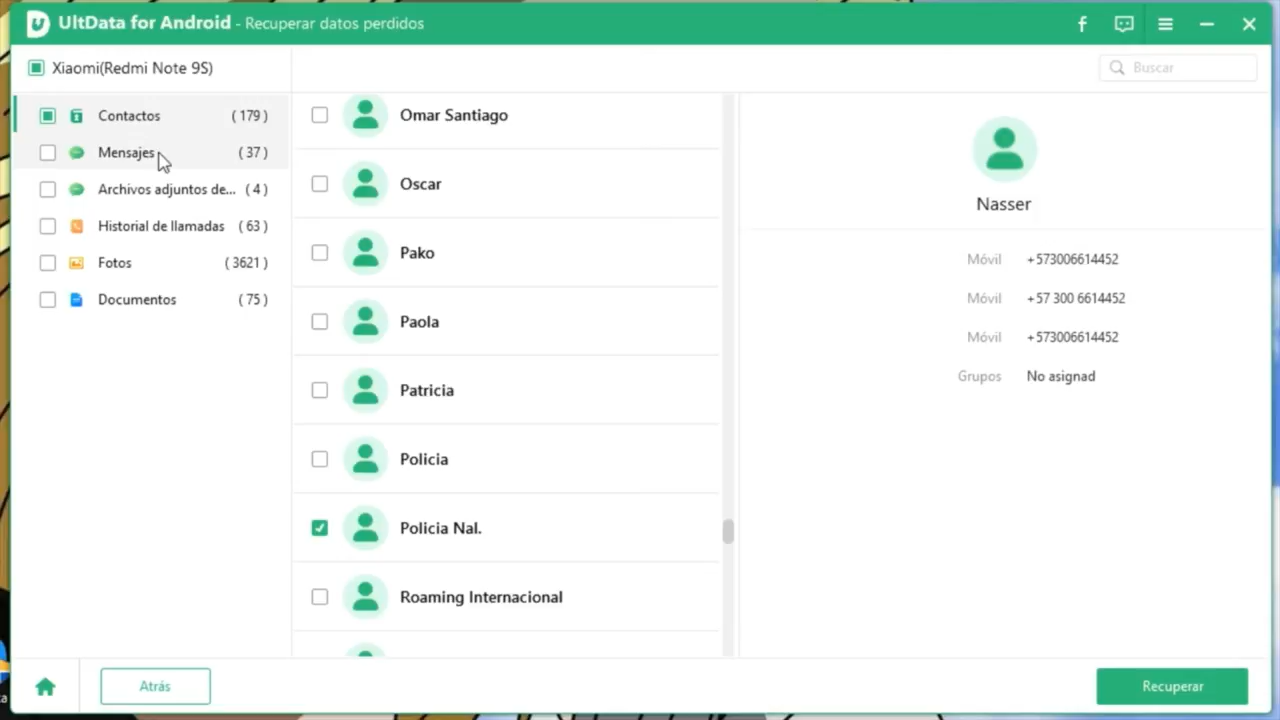 UltData for Android - Recuperar datos perdidos
Xiaomi(Redmi Note 9S)
Buscar
Contactos (179)
Mensajes (37)
Archivos adjuntos de... (4)
Historial de llamadas (63)
Fotos (3621)
Documentos (75)
Omar Santiago
Oscar
Pako
Paola
Patricia
Policia
Policia Nal.
Roaming Internacional
Nasser
Móvil +573006614452
Móvil +57 300 6614452
Móvil +573006614452
Grupos No asignad
Atrás
Recuperar